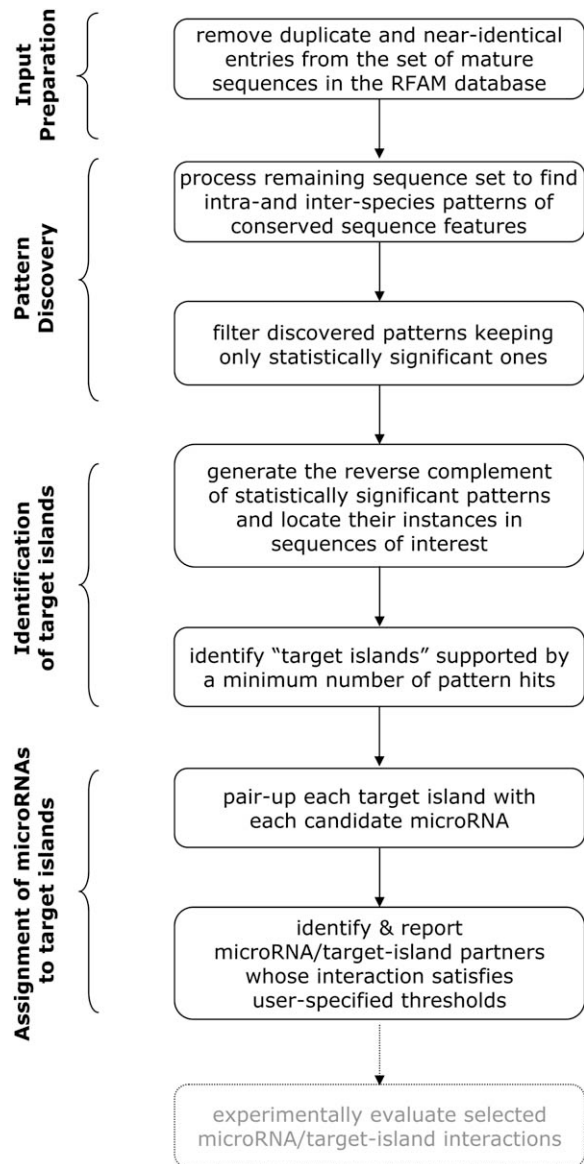 Input
Preparation
remove duplicate and near-identical
entries from the set of mature
sequences in the RFAM database
Pattern
Discovery
process remaining sequence set to find
intra-and inter-species patterns of
conserved sequence features
filter discovered patterns keeping
only statistically significant ones
Identification
of target islands
generate the reverse complement
of statistically significant patterns
and locate their instances in
sequences of interest
identify “target islands” supported by
a minimum number of pattern hits
Assignment of microRNAs
to target islands
pair-up each target island with
each candidate microRNA
identify & report
microRNA/target-island partners
whose interaction satisfies
user-specified thresholds
experimentally evaluate selected
microRNA/target-island interactions